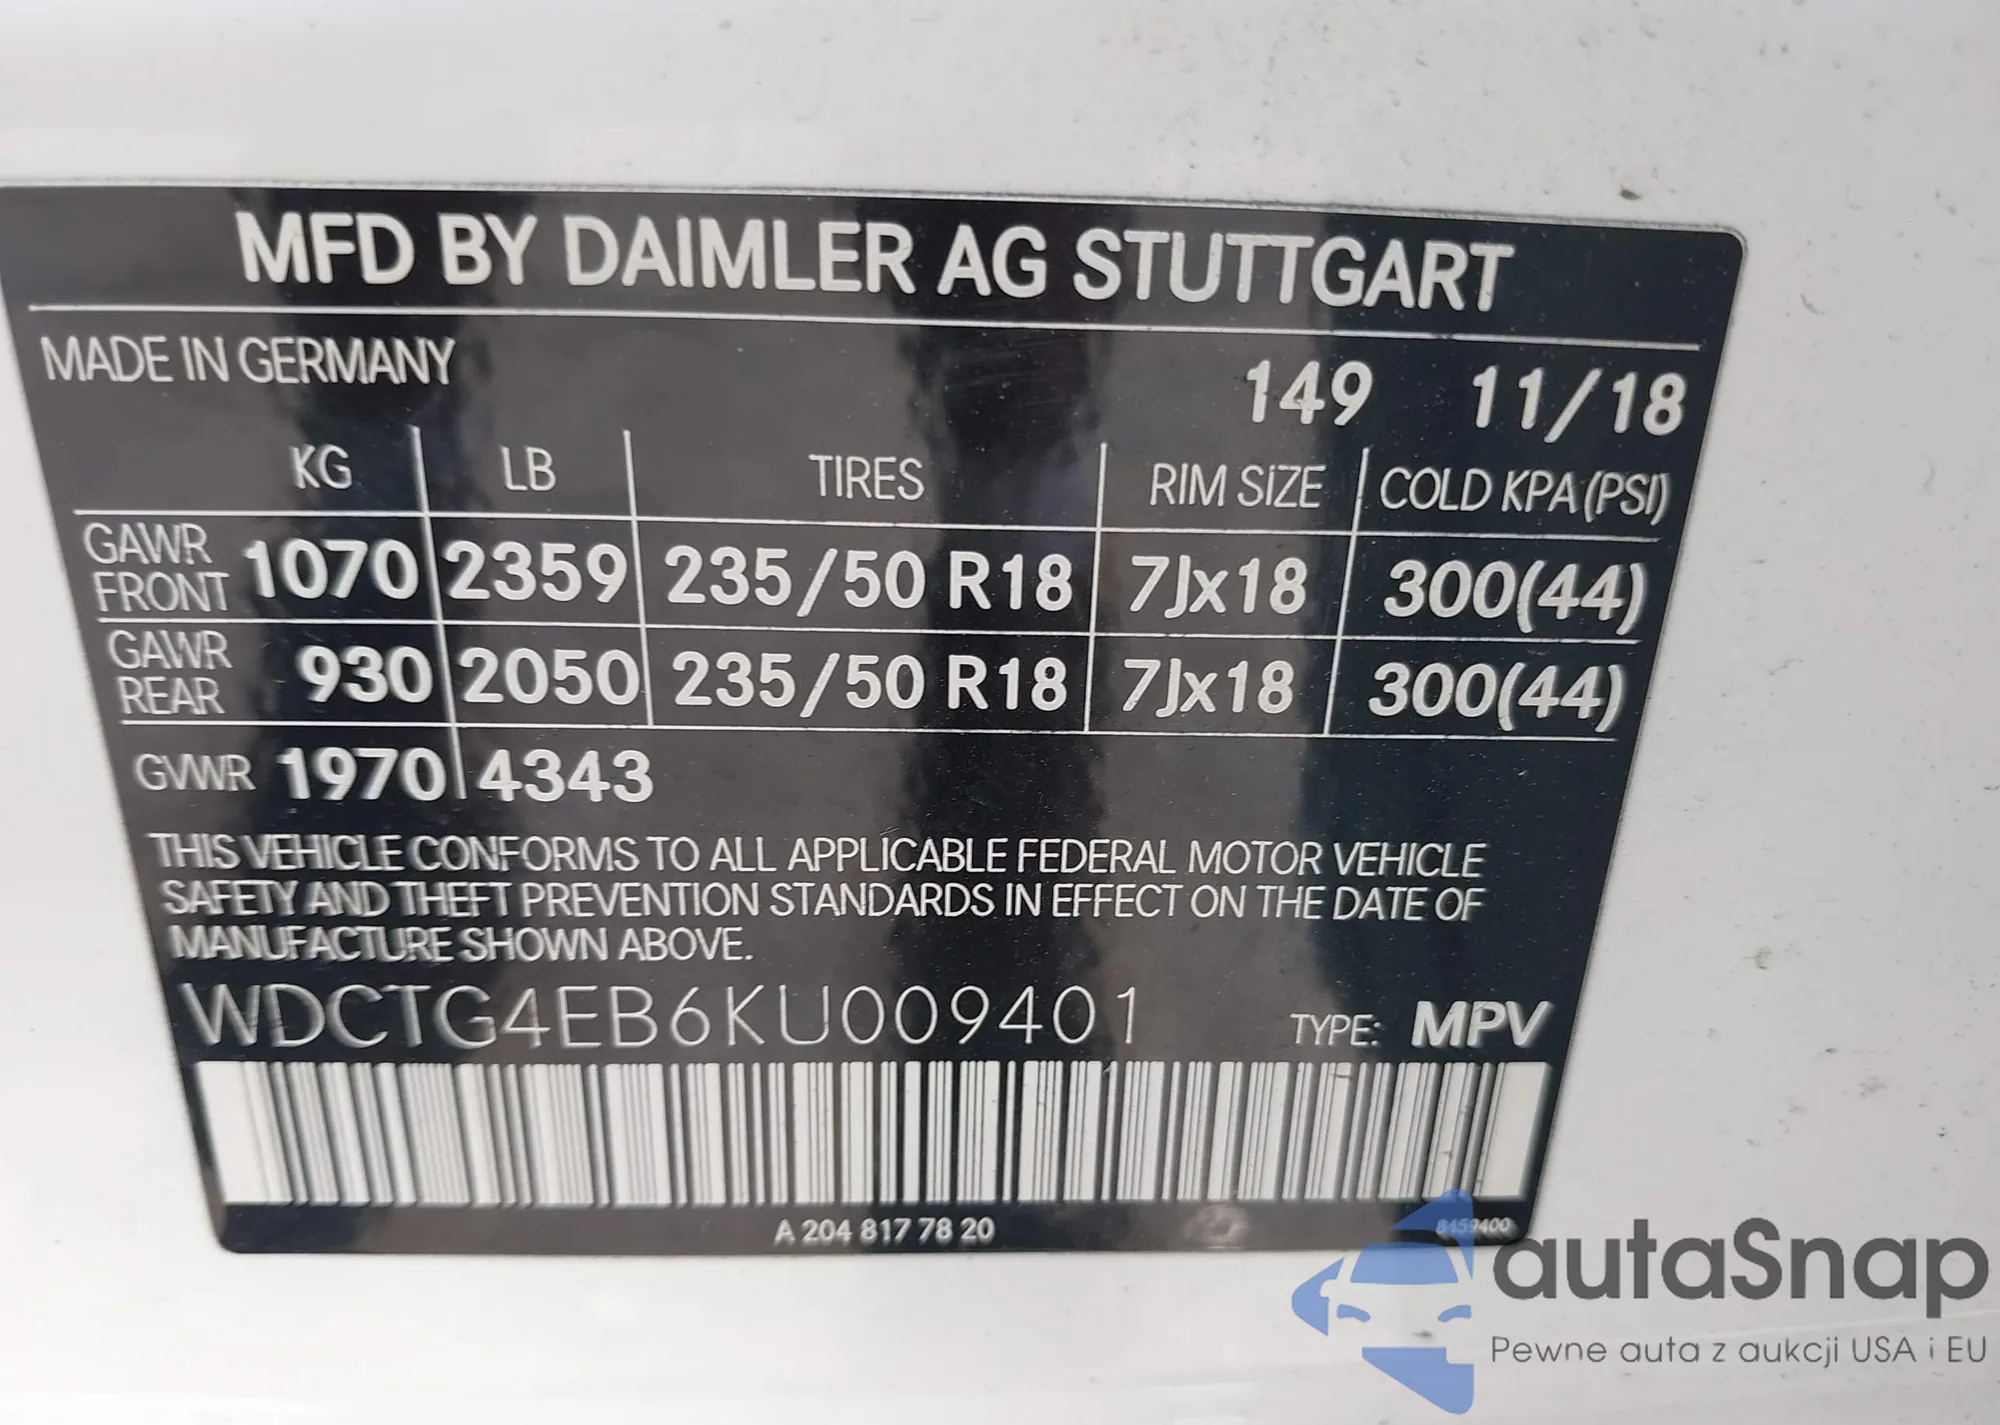 MFD BY DAIMLER AG STUTTGART
MADE IN GERMANY 149 11/18
KG LB TIRES RIM SIZE COLD KPA (PSI)
GAWR FRONT 1070 2359 235/50 R18 7Jx18 300(44)
GAWR REAR 930 2050 235/50 R18 7Jx18 300(44)
GVWR 1970 4343
THIS VEHICLE CONFORMS TO ALL APPLICABLE FEDERAL MOTOR VEHICLE
SAFETY AND THEFT PREVENTION STANDARDS IN EFFECT ON THE DATE OF
MANUFACTURE SHOWN ABOVE.
WDCTG4EB6KU009401 TYPE: MPV
A 204 817 78 20 8459400
autaSnap
Pewne auta z aukcji USA i EU